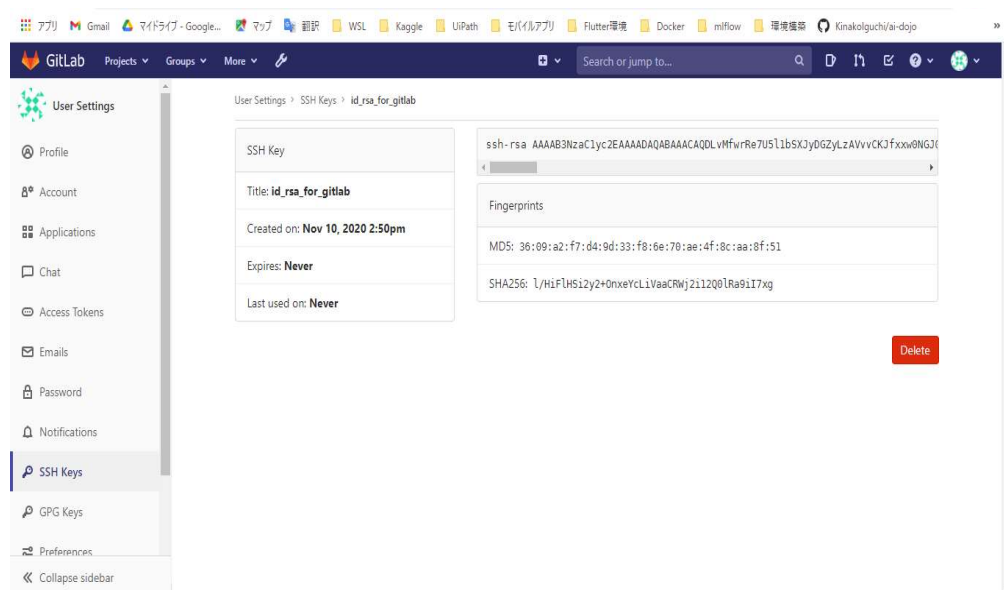 アプリ M Gmail マイドライブ - Google... マップ 翻訳 WSL Kaggle UiPath モバイルアプリ Flutter環境 Docker mlflow 環境構築 KinakoIguchi/ai-dojo »
GitLab Projects Groups More Search or jump to...
User Settings
Profile
Account
Applications
Chat
Access Tokens
Emails
Password
Notifications
SSH Keys
GPG Keys
Preferences
Collapse sidebar
User Settings > SSH Keys > id_rsa_for_gitlab
SSH Key
Title: id_rsa_for_gitlab
Created on: Nov 10, 2020 2:50pm
Expires: Never
Last used on: Never
ssh-rsa AAAAB3NzaC1yc2EAAAADAQABAAACAQDLvMfwrRe7U5l1bSXJyDGZyLzAVvvCKJfxxw0NGJ
Fingerprints
MD5: 36:09:a2:f7:d4:9d:33:f8:6e:70:ae:4f:8c:aa:8f:51
SHA256: l/HiFlHSi2y2+OnxeYcLiVaaCRWj2i12Q0lRa9iI7xg
Delete